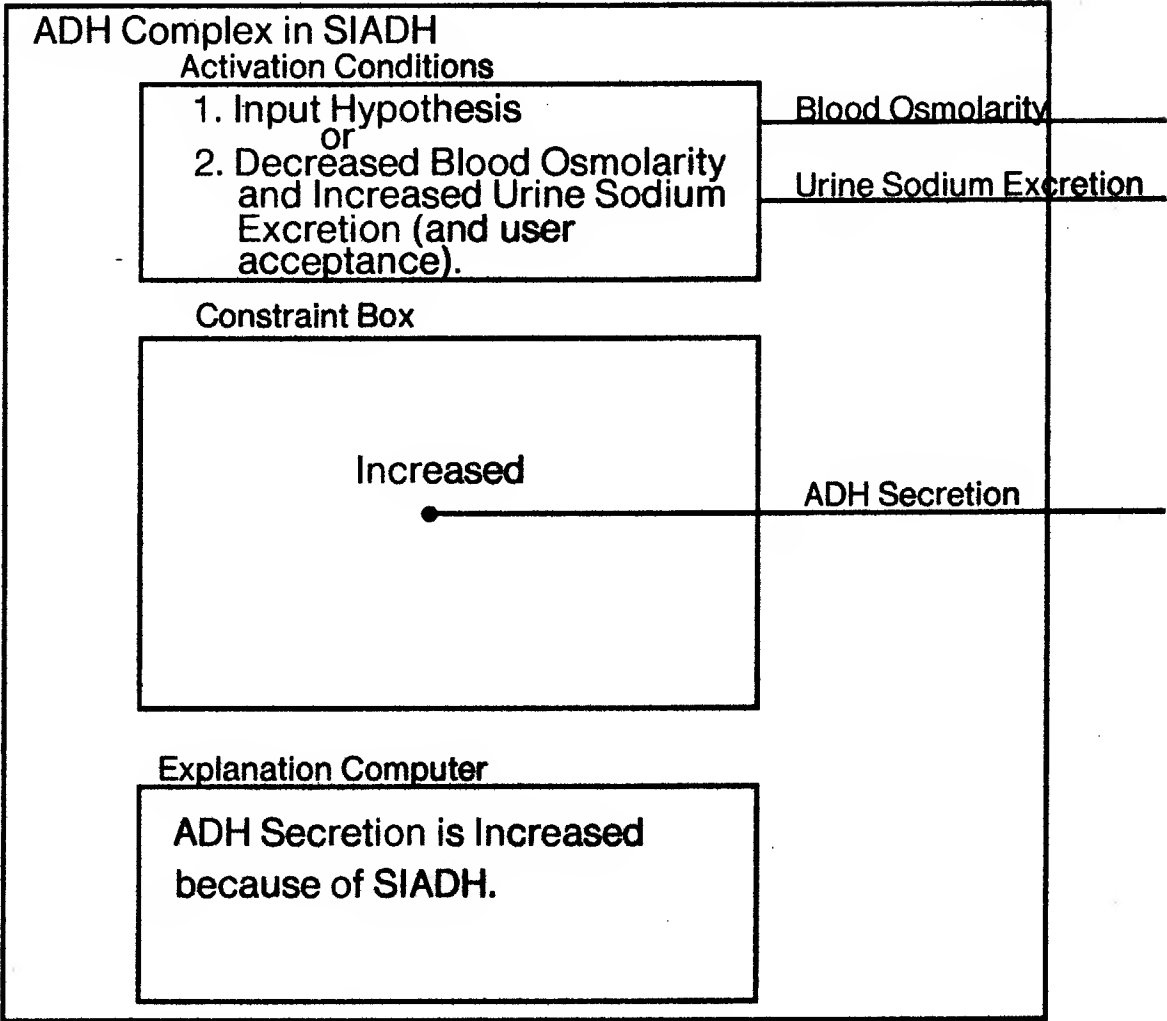 ADH Complex in SIADH
Activation Conditions
1. Input Hypothesis
or
2. Decreased Blood Osmolarity
and Increased Urine Sodium
Excretion (and user
acceptance).
Blood Osmolarity
Urine Sodium Excretion
Constraint Box
Increased
ADH Secretion
Explanation Computer
ADH Secretion is Increased
because of SIADH.